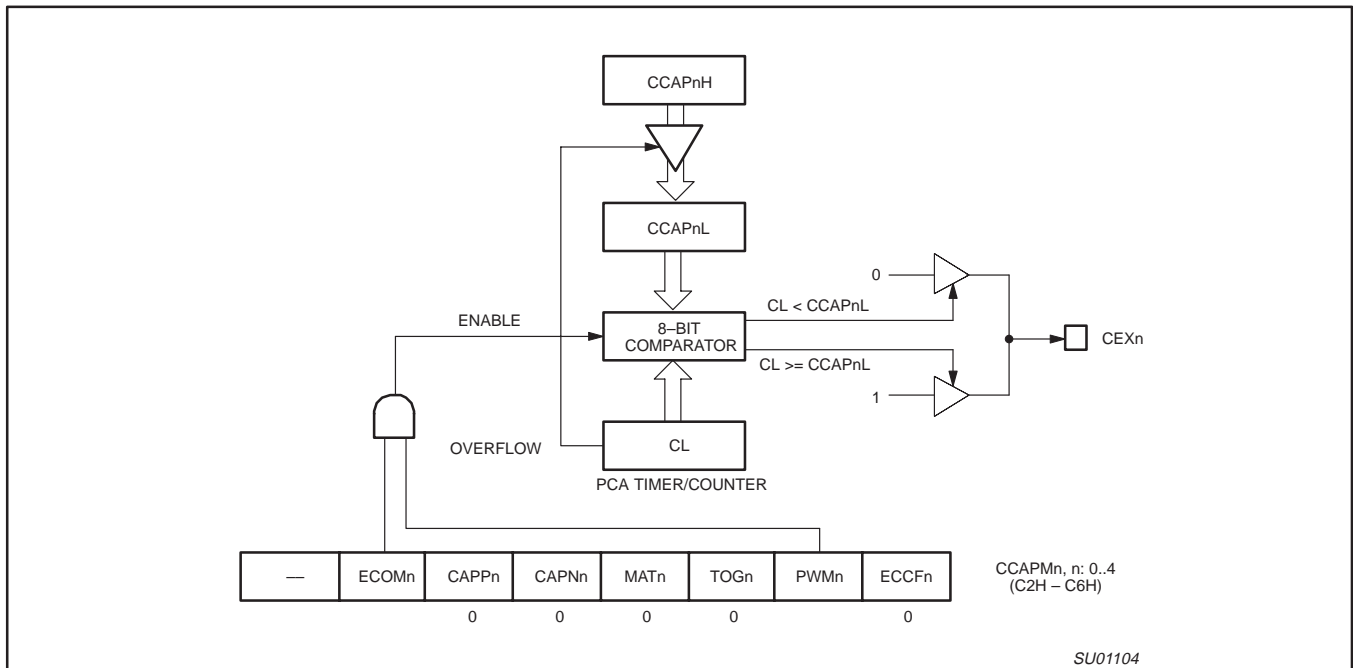 CCAPnH
CCAPnL
0
CL < CCAPnL
ENABLE
8–BIT
COMPARATOR
CEXn
CL >= CCAPnL
1
OVERFLOW
CL
PCA TIMER/COUNTER
— ECOMn CAPPn CAPNn MATn TOGn PWMn ECCFn
CCAPMn, n: 0..4
(C2H – C6H)
0 0 0 0 0
SU01104